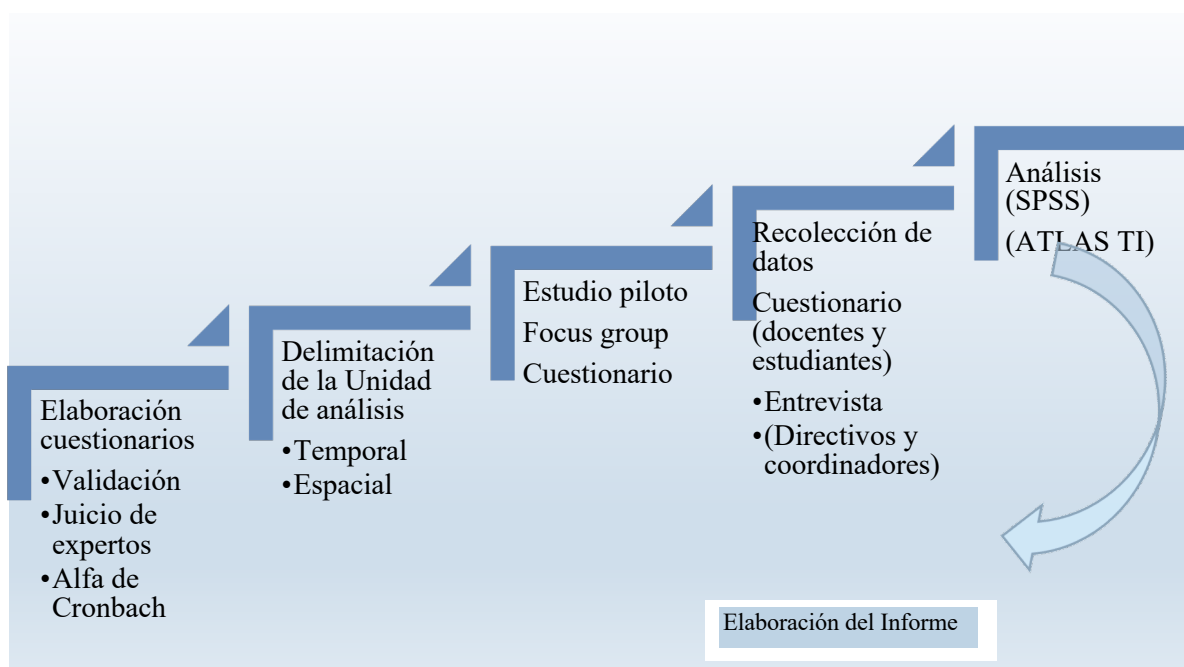 Elaboración
cuestionarios
•Validación
•Juicio de
expertos
•Alfa de
Cronbach
Delimitación
de la Unidad
de análisis
•Temporal
•Espacial
Estudio piloto
Focus group
Cuestionario
Recolección de
datos
Cuestionario
(docentes y
estudiantes)
•Entrevista
•(Directivos y
coordinadores)
Análisis
(SPSS)
(ATLAS TI)
Elaboración del Informe